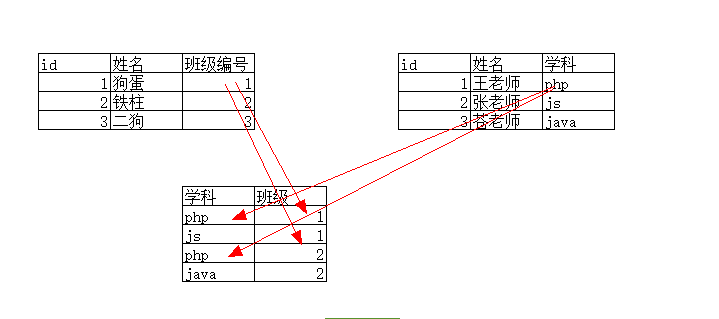 id 姓名 班级编号
1 狗蛋 1
2 铁柱 2
3 二狗 3
id 姓名 学科
1 王老师 php
2 张老师 js
3 苍老师 java
学科 班级
php 1
js 1
php 2
java 2